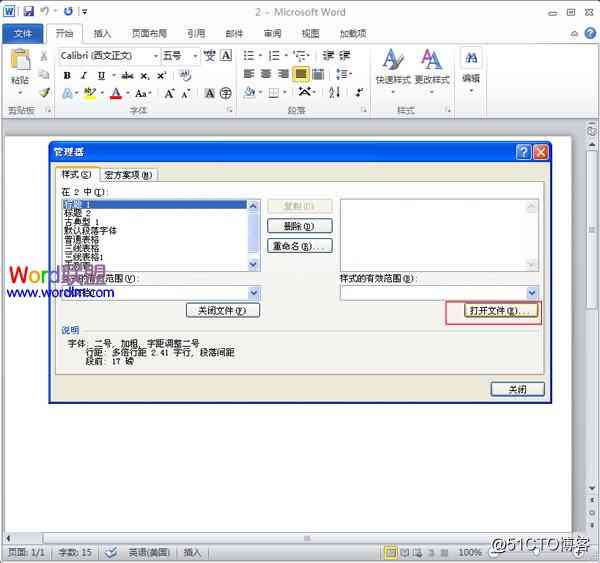 2 - Microsoft Word
文件 开始 插入 页面布局 引用 邮件 审阅 视图 加载项
Calibri (西文正文) 五号
粘贴 快速样式 更改样式 编辑
剪贴板 字体 段落 样式
管理器
样式(S) 宏方案项(M)
在 2 中(I):
标题 1
标题 2
古典型 1
默认段落字体
普通表格
三线表格
三线表格1
复制(C)
删除(D)
重命名(R)...
的有效范围(V):
样式的有效范围(B):
Word联盟
www.wordlm.com
关闭文件(F)
打开文件(E)...
说明
字体: 二号, 加粗, 字距调整二号
行距: 多倍行距 2.41 字行, 段落间距
段前: 17 磅
关闭
页面: 1/1 字数: 15 英语(美国) 插入 100%
@51CTO博客